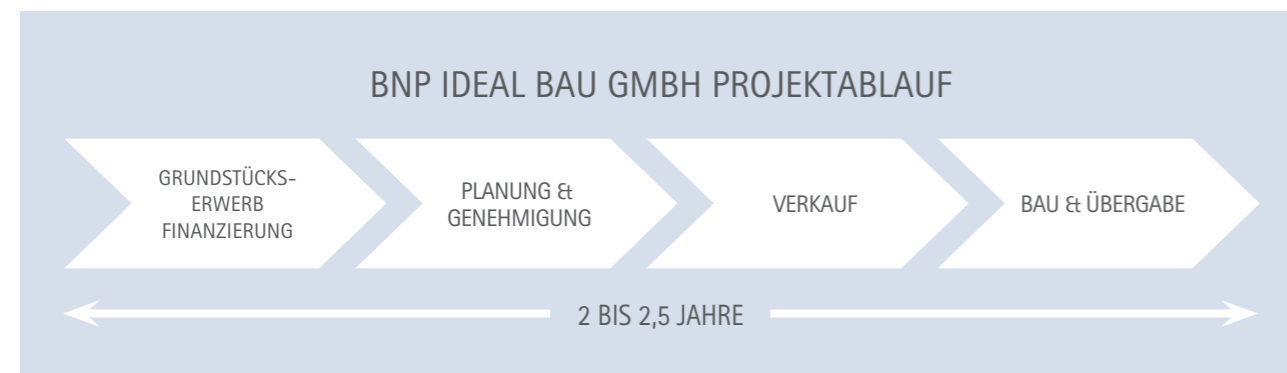 BNP IDEAL BAU GMBH PROJEKTABLAUF
GRUNDSTÜCKS-
ERWERB
FINANZIERUNG
PLANUNG &
GENEHMIGUNG
VERKAUF
BAU & ÜBERGABE
2 BIS 2,5 JAHRE